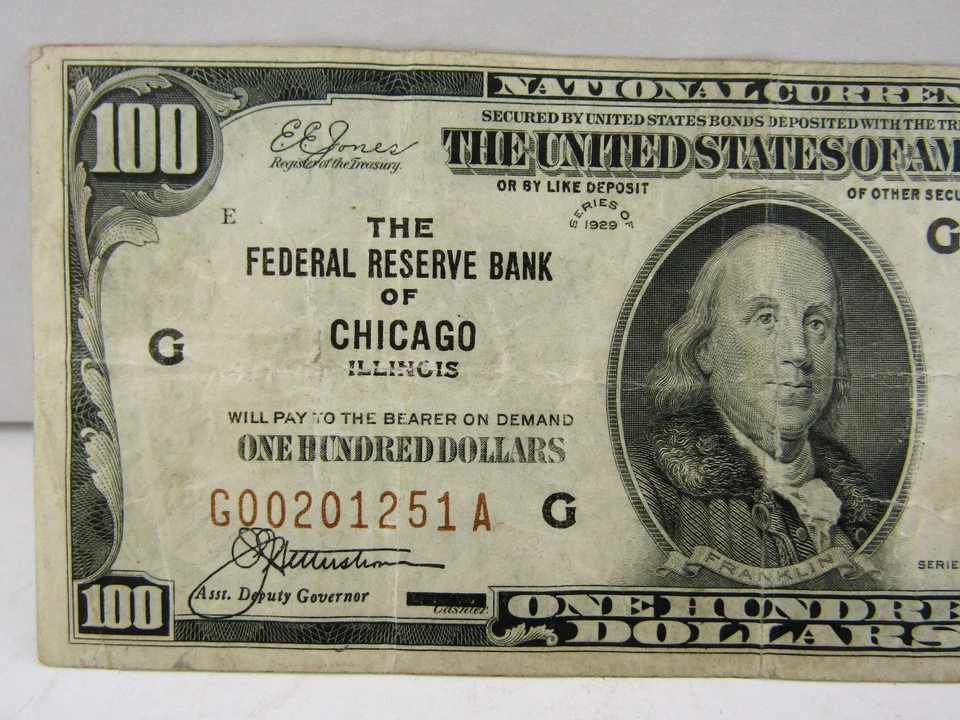 100
NATIONAL CURREN
SECURED BY UNITED STATES BONDS DEPOSITED WITH THE TRE
E E Jones
Register of the Treasury.
THE UNITED STATES OF AM
OR BY LIKE DEPOSIT
OF OTHER SECU
SERIES OF
1929
E
THE
FEDERAL RESERVE BANK
OF
CHICAGO
ILLINOIS
G
G
WILL PAY TO THE BEARER ON DEMAND
ONE HUNDRED DOLLARS
G00201251A
G
FRANKLIN
SERIE
Asst. Deputy Governor
Cashier.
100
ONE HUNDRE
DOLLARS